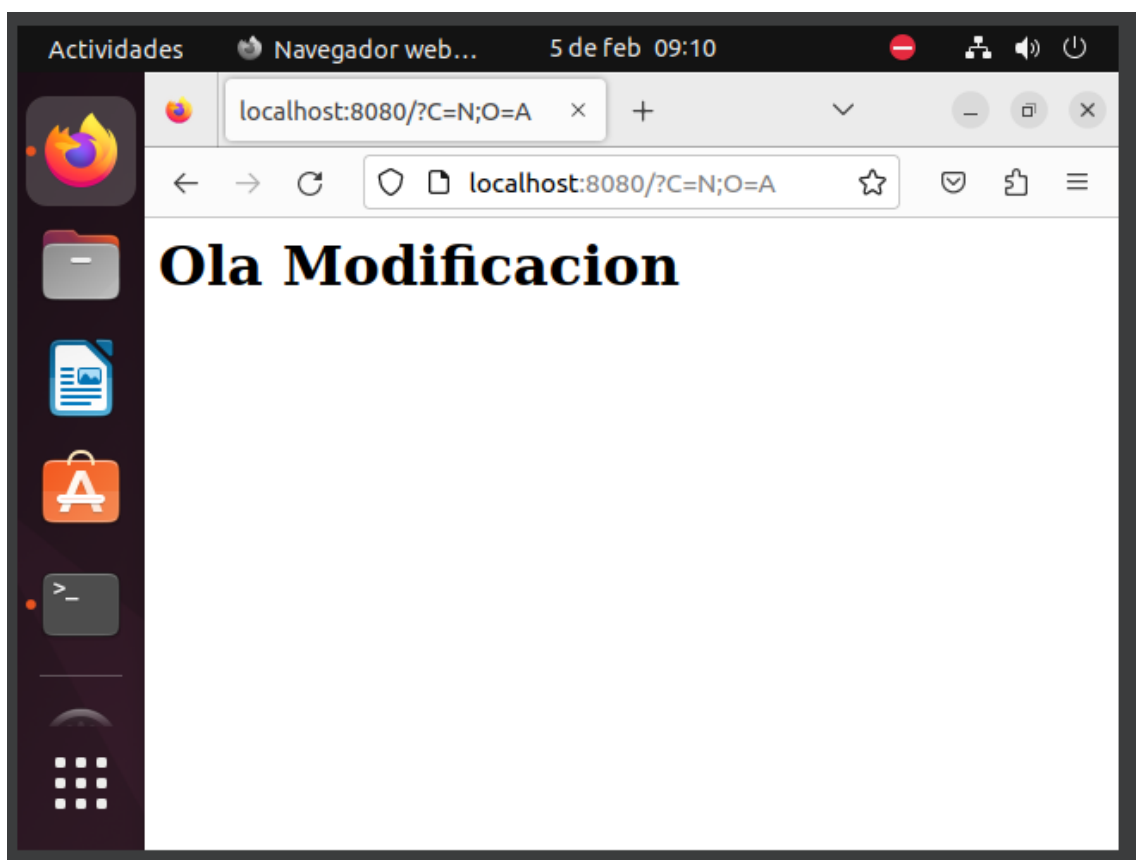 Actividades Navegador web... 5 de feb 09:10
localhost:8080/?C=N;O=A
localhost:8080/?C=N;O=A
Ola Modificacion
>_